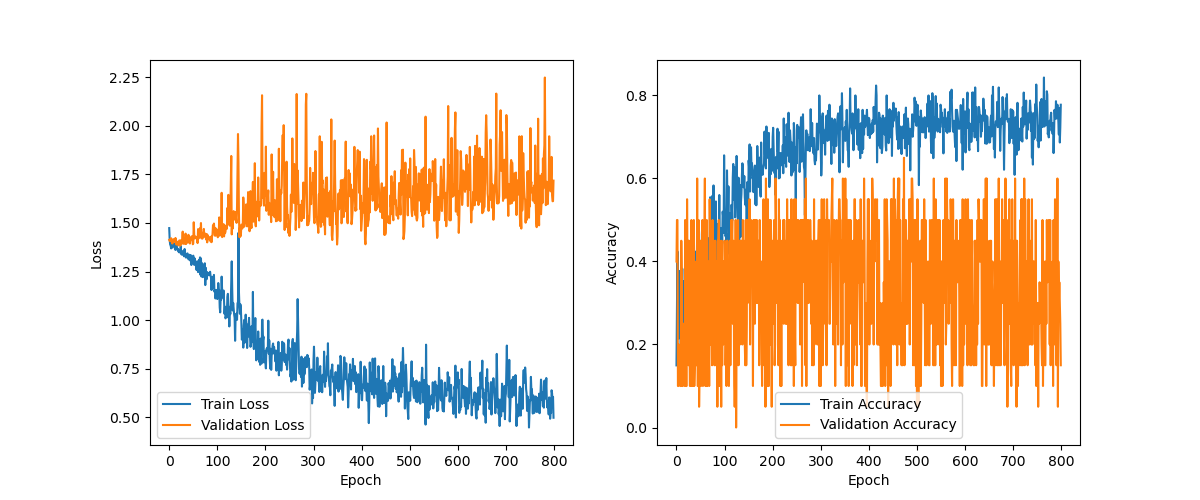 2.25
2.00
1.75
1.50
1.25
1.00
0.75
0.50
Loss
Train Loss
Validation Loss
0 100 200 300 400 500 600 700 800
Epoch
0.8
0.6
0.4
0.2
0.0
Accuracy
Train Accuracy
Validation Accuracy
0 100 200 300 400 500 600 700 800
Epoch